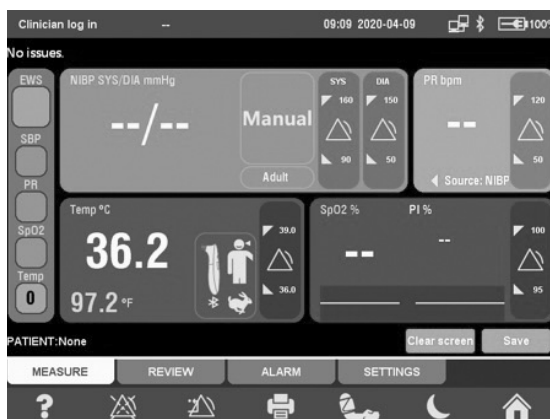 Clinician log in -- 09:09 2020-04-09 100%
No issues.
EWS
SBP
PR
SpO2
Temp
0
NIBP SYS/DIA mmHg
--/--
Manual
Adult
SYS DIA
160 150
90 50
PR bpm
--
120
50
Source: NIBP
Temp °C
36.2
97.2 °F
39.0
36.0
SpO2 % PI %
-- --
100
95
PATIENT:None
Clear screen Save
MEASURE REVIEW ALARM SETTINGS
?